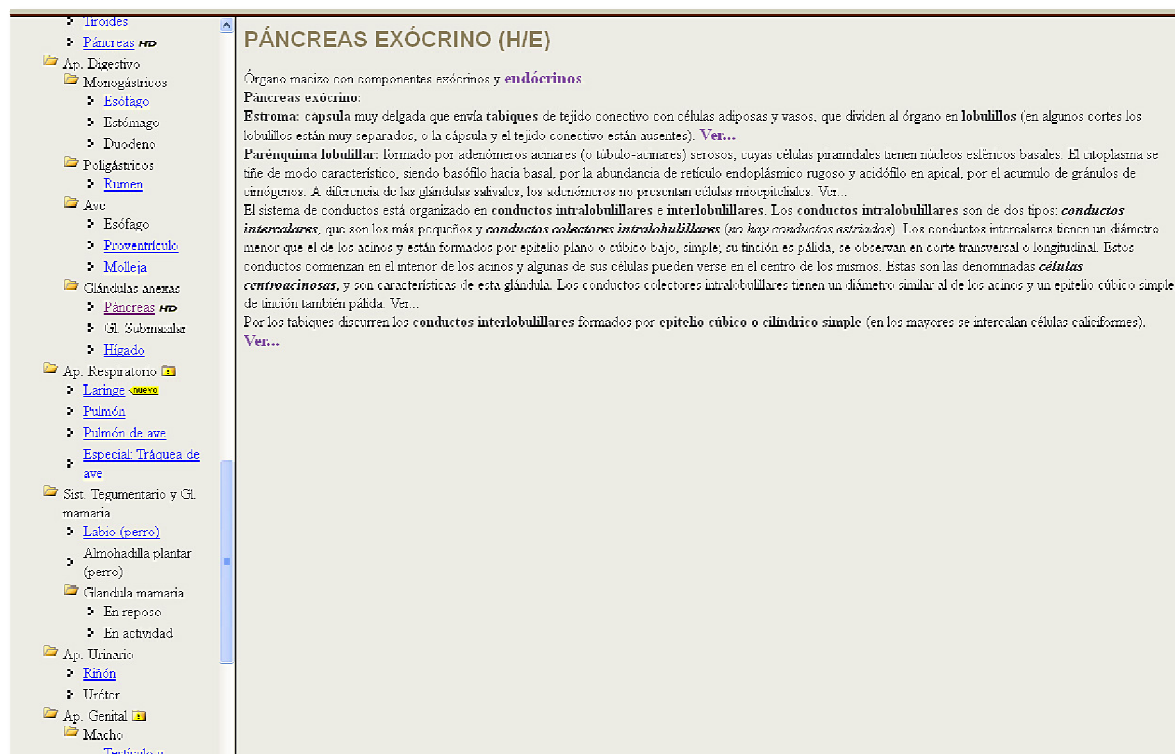 Tiroides
Páncreas HD
Ap. Digestivo
Monogástricos
Esófago
Estómago
Duodeno
Poligástricos
Rumen
Ave
Esófago
Proventrículo
Molleja
Glándulas anexas
Páncreas HD
Gl. Submaxilar
Hígado
Ap. Respiratorio
Laringe nuevo
Pulmón
Pulmón de ave
Especial: Tráquea de
ave
Sist. Tegumentario y Gl.
mamaria
Labio (perro)
Almohadilla plantar
(perro)
Glandula mamaria
En reposo
En actividad
Ap. Urinario
Riñón
Uréter
Ap. Genital
Macho
PÁNCREAS EXÓCRINO (H/E)
Órgano macizo con componentes exócrinos y endócrinos
Páncreas exócrino:
Estroma: cápsula muy delgada que envía tabiques de tejido conectivo con células adiposas y vasos, que dividen al órgano en lobulillos (en algunos cortes los
lobulillos están muy separados, o la cápsula y el tejido conectivo están ausentes). Ver...
Parénquima lobulillar: formado por adenómeros acinares (o túbulo-acinares) serosos, cuyas células piramidales tienen núcleos esféricos basales. El citoplasma se
tiñe de modo característico, siendo basófilo hacia basal, por la abundancia de retículo endoplásmico rugoso y acidófilo en apical, por el acumulo de gránulos de
cimógenos. A diferencia de las glándulas salivales, los adenómeros no presentan células mioepiteliales. Ver...
El sistema de conductos está organizado en conductos intralobulillares e interlobulillares. Los conductos intralobulillares son de dos tipos: conductos
intercalares, que son los más pequeños y conductos colectores intralobulillares (no hay conductos estriados). Los conductos intercalares tienen un diámetro
menor que el de los acinos y están formados por epitelio plano o cúbico bajo, simple; su tinción es pálida, se observan en corte transversal o longitudinal. Estos
conductos comienzan en el interior de los acinos y algunas de sus células pueden verse en el centro de los mismos. Estas son las denominadas células
centroacinosas, y son características de esta glándula. Los conductos colectores intralobulillares tienen un diámetro similar al de los acinos y un epitelio cúbico simple
de tinción también pálida. Ver...
Por los tabiques discurren los conductos interlobulillares formados por epitelio cúbico o cilíndrico simple (en los mayores se intercalan células caliciformes).
Ver...